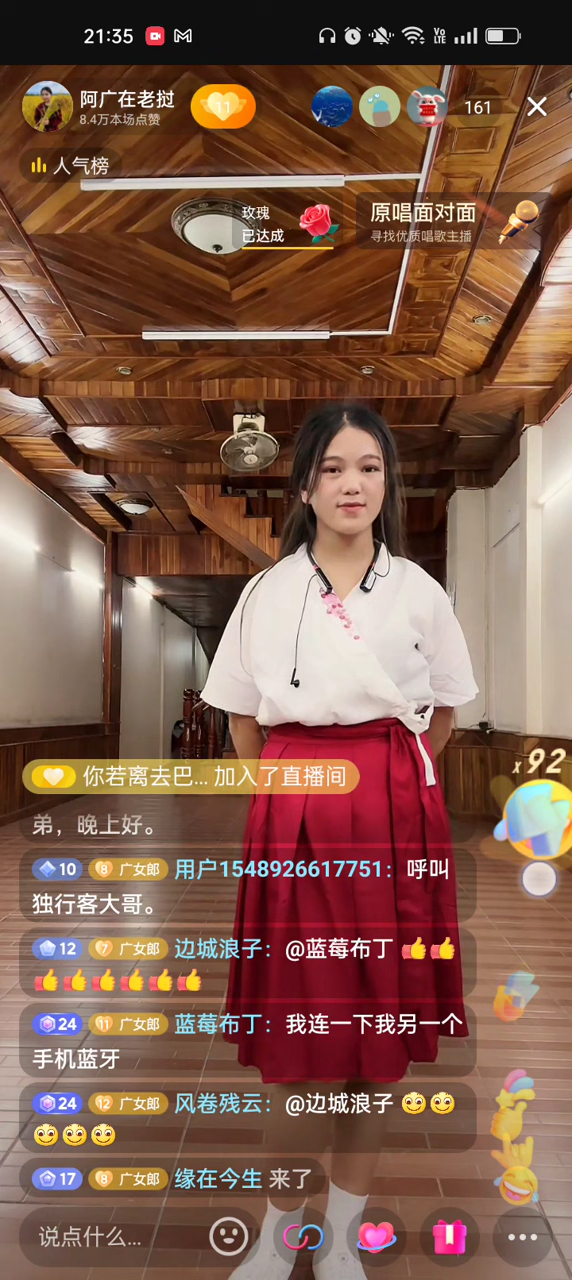 21:35
VO
LTE
阿广在老挝
8.4万本场点赞
11
161
人气榜
玫瑰
已达成
原唱面对面
寻找优质唱歌主播
x92
你若离去巴... 加入了直播间
弟，晚上好。
10 8 广女郎 用户1548926617751：呼叫
独行客大哥。
12 7 广女郎 边城浪子：@蓝莓布丁 👍👍
👍👍👍👍👍👍
24 11 广女郎 蓝莓布丁：我连一下我另一个
手机蓝牙
24 12 广女郎 风卷残云：@边城浪子 😊😊
😊😊😊
17 8 广女郎 缘在今生 来了
说点什么...